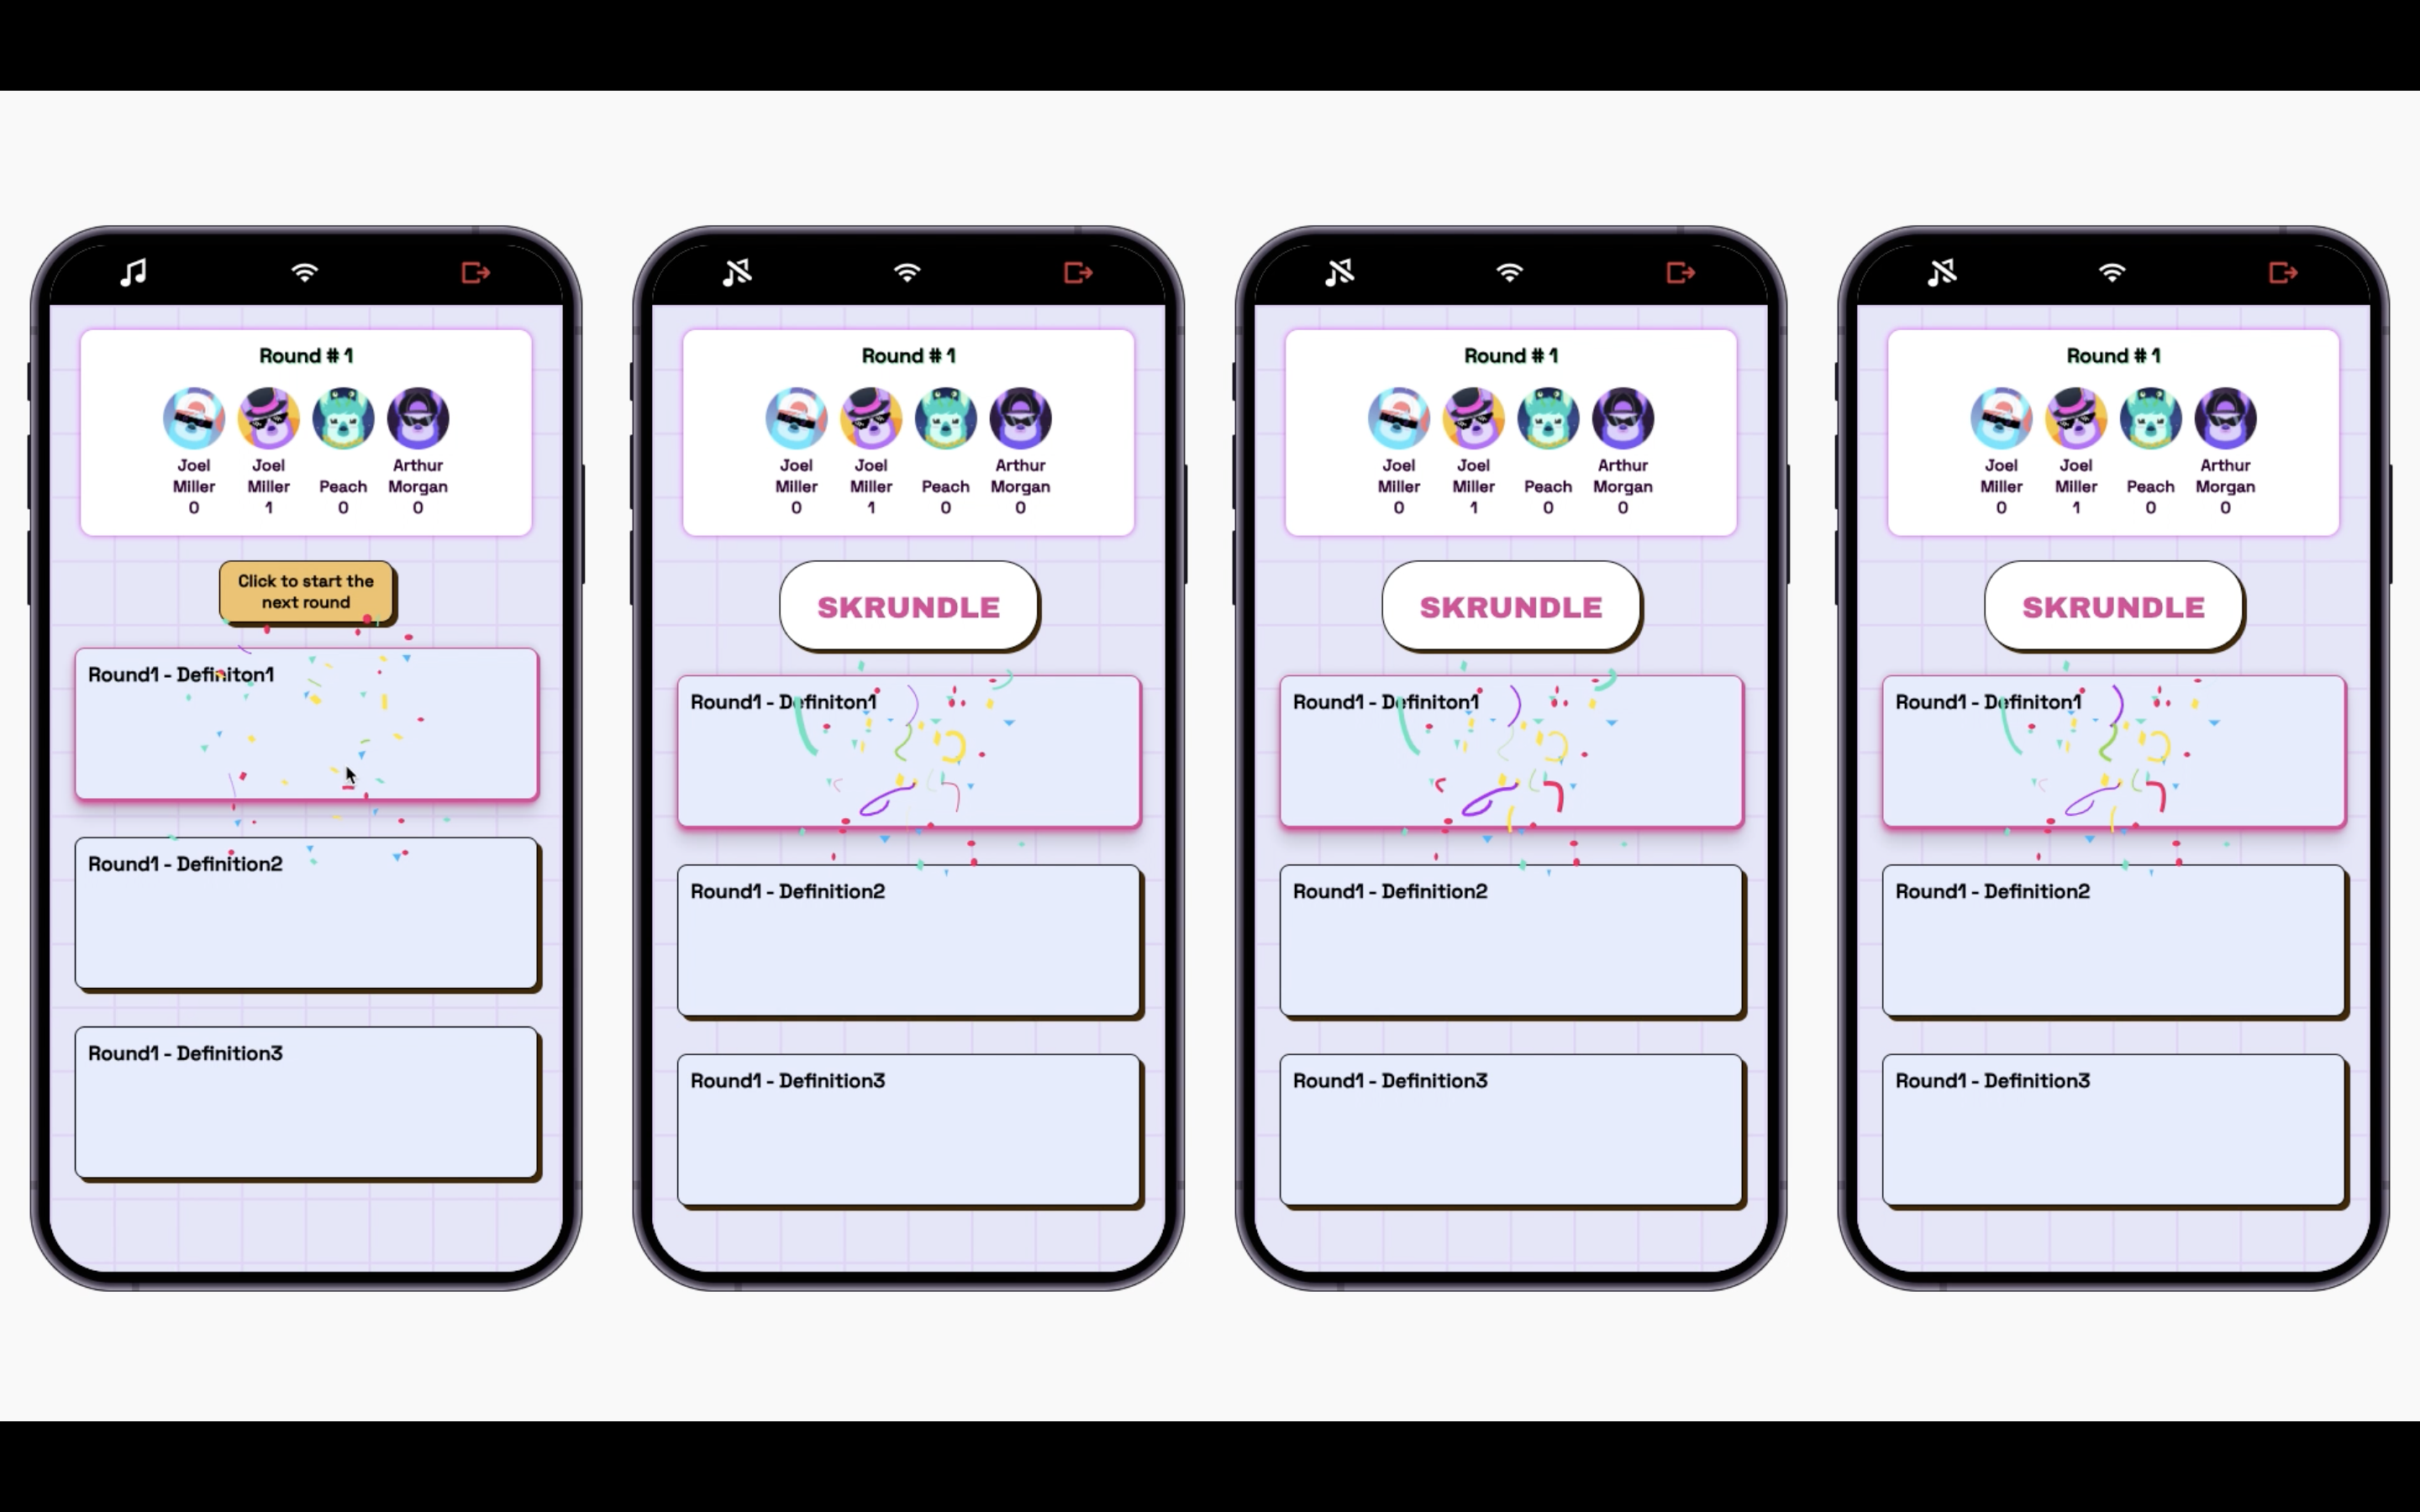 Round # 1
Joel Miller
Joel Miller
Peach
Arthur Morgan
0
1
0
0
Click to start the
next round
Round1 - Definiton1
Round1 - Definition2
Round1 - Definition3
Round # 1
Joel Miller
Joel Miller
Peach
Arthur Morgan
0
1
0
0
SKRUNDLE
Round1 - Definiton1
Round1 - Definition2
Round1 - Definition3
Round # 1
Joel Miller
Joel Miller
Peach
Arthur Morgan
0
1
0
0
SKRUNDLE
Round1 - Definiton1
Round1 - Definition2
Round1 - Definition3
Round # 1
Joel Miller
Joel Miller
Peach
Arthur Morgan
0
1
0
0
SKRUNDLE
Round1 - Definiton1
Round1 - Definition2
Round1 - Definition3